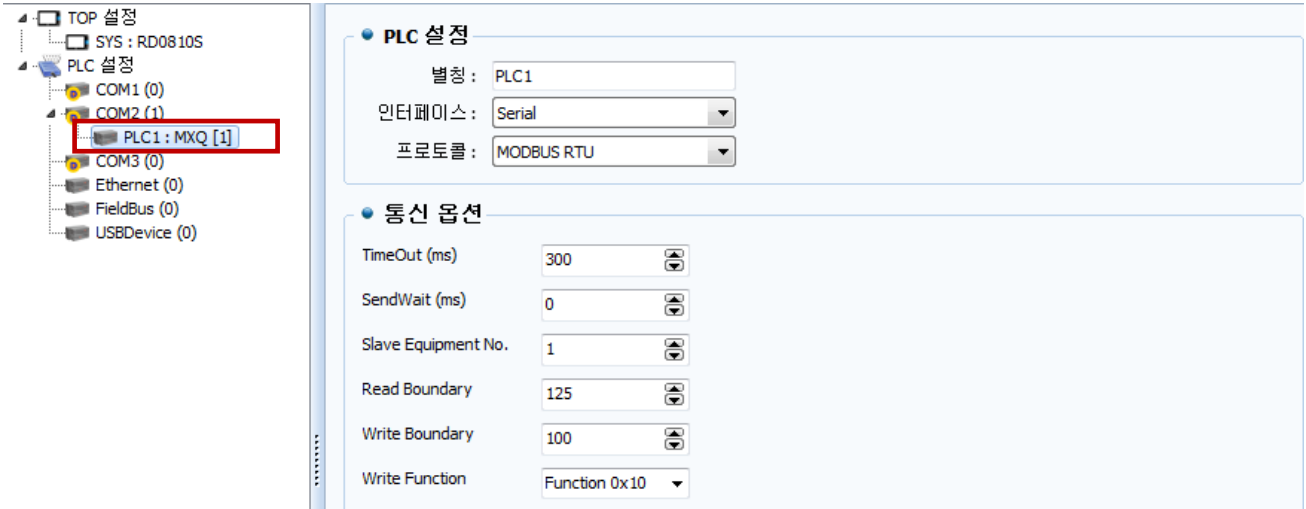 TOP 설정
SYS : RD0810S
PLC 설정
COM1 (0)
COM2 (1)
PLC1 : MXQ [1]
COM3 (0)
Ethernet (0)
FieldBus (0)
USBDevice (0)
PLC 설정
별칭 : PLC1
인터페이스 : Serial
프로토콜 : MODBUS RTU
통신 옵션
TimeOut (ms) 300
SendWait (ms) 0
Slave Equipment No. 1
Read Boundary 125
Write Boundary 100
Write Function Function 0x10